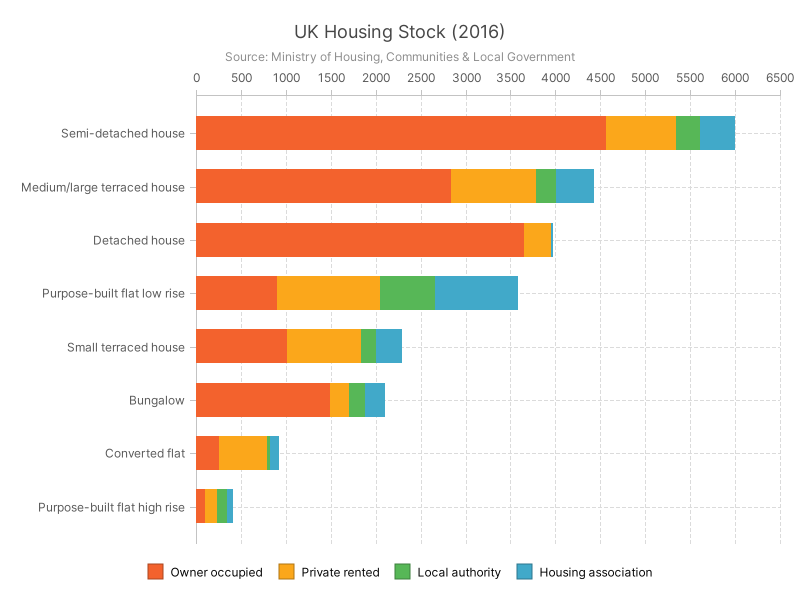 UK Housing Stock (2016)
Source: Ministry of Housing, Communities & Local Government
0 500 1000 1500 2000 2500 3000 3500 4000 4500 5000 5500 6000 6500
Semi-detached house
Medium/large terraced house
Detached house
Purpose-built flat low rise
Small terraced house
Bungalow
Converted flat
Purpose-built flat high rise
Owner occupied Private rented Local authority Housing association